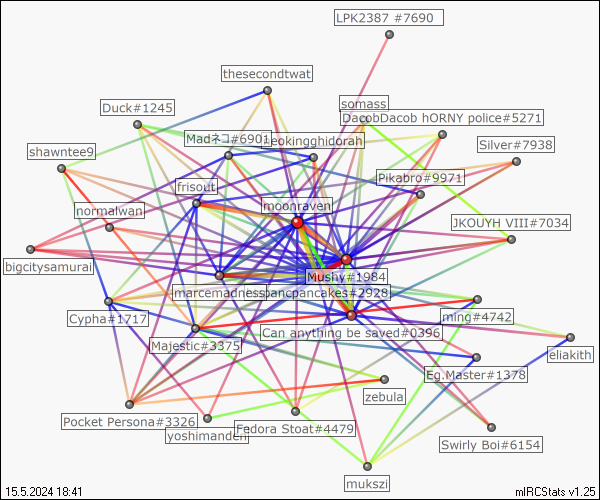 LPK2387 #7690
thesecondtwat
Duck#1245
somass
DacobDacob hORNY police#5271
Madネコ#6901
leokingghidorah
Silver#7938
shawntee9
Pikabro#9971
frisout
moonraven
normalwan
JKOUYH VIII#7034
bigcitysamurai
Mushy#1984
marcemadness
pancpancakes#2928
Cypha#1717
ming#4742
Can anything be saved#0396
Majestic#3375
eliakith
Eg.Master#1378
zebula
Pocket Persona#3326
yoshimanden
Fedora Stoat#4479
Swirly Boi#6154
mukszi
15.5.2024 18:41
mIRCStats v1.25